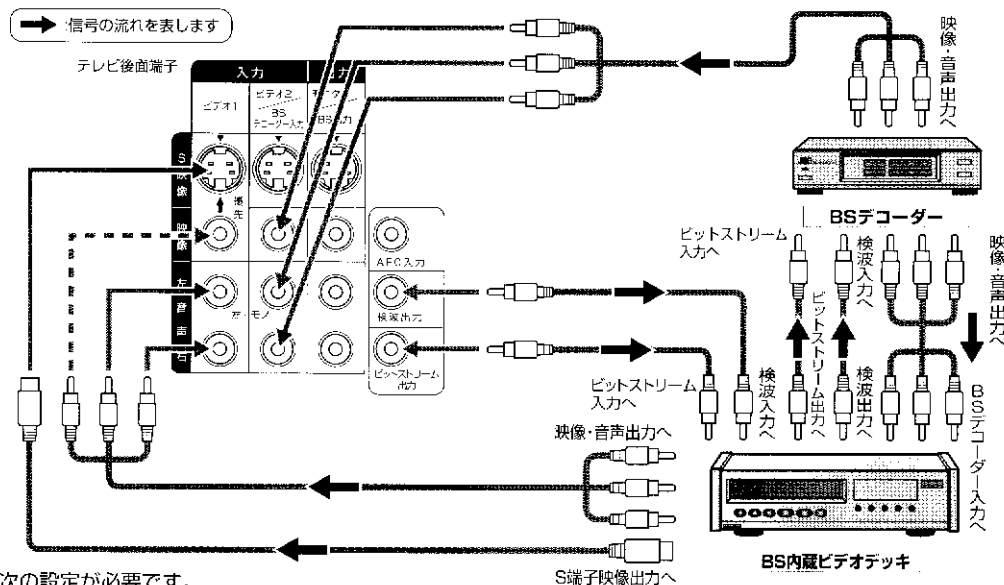 :信号の流れを表します
テレビ後面端子
入力
ビデオ1
ビデオ2
BS
デコーダー入力
S
映
像
優先
映
像
左
音
声
右
左・モノ
AFC入力
検波出力
ビットストリーム
出力
映像・音声出力へ
BSデコーダー
ビットストリーム
入力へ
検波入力へ
映像・音声出力へ
ビットストリーム出力へ
検波出力へ
BSデコーダー入力へ
ビットストリーム
入力へ
検波入力へ
映像・音声出力へ
S端子映像出力へ
BS内蔵ビデオデッキ
次の設定が必要です。